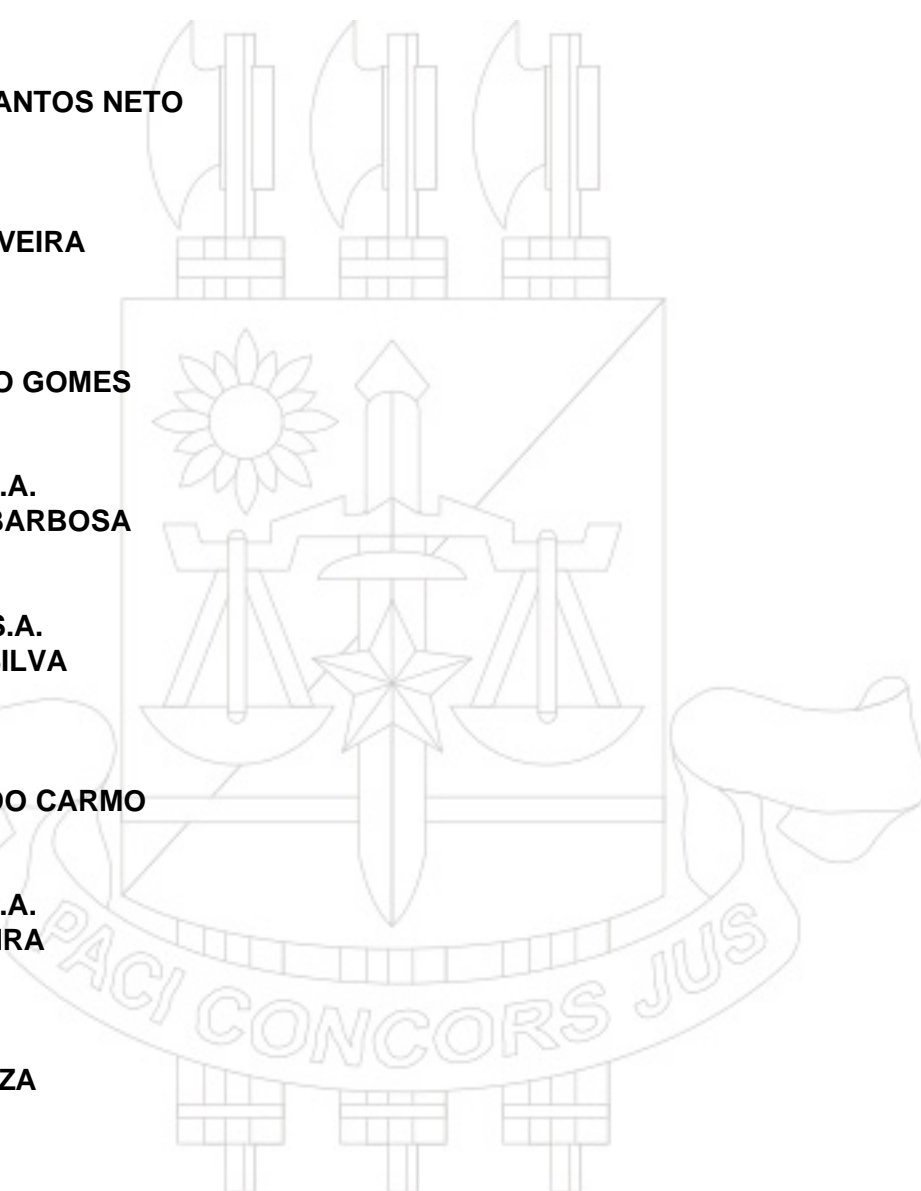 ANTOS NETO
VEIRA
O GOMES
.A.
BARBOSA
S.A.
ILVA
DO CARMO
.A.
IRA
PACI CONCORS JUS
ZA